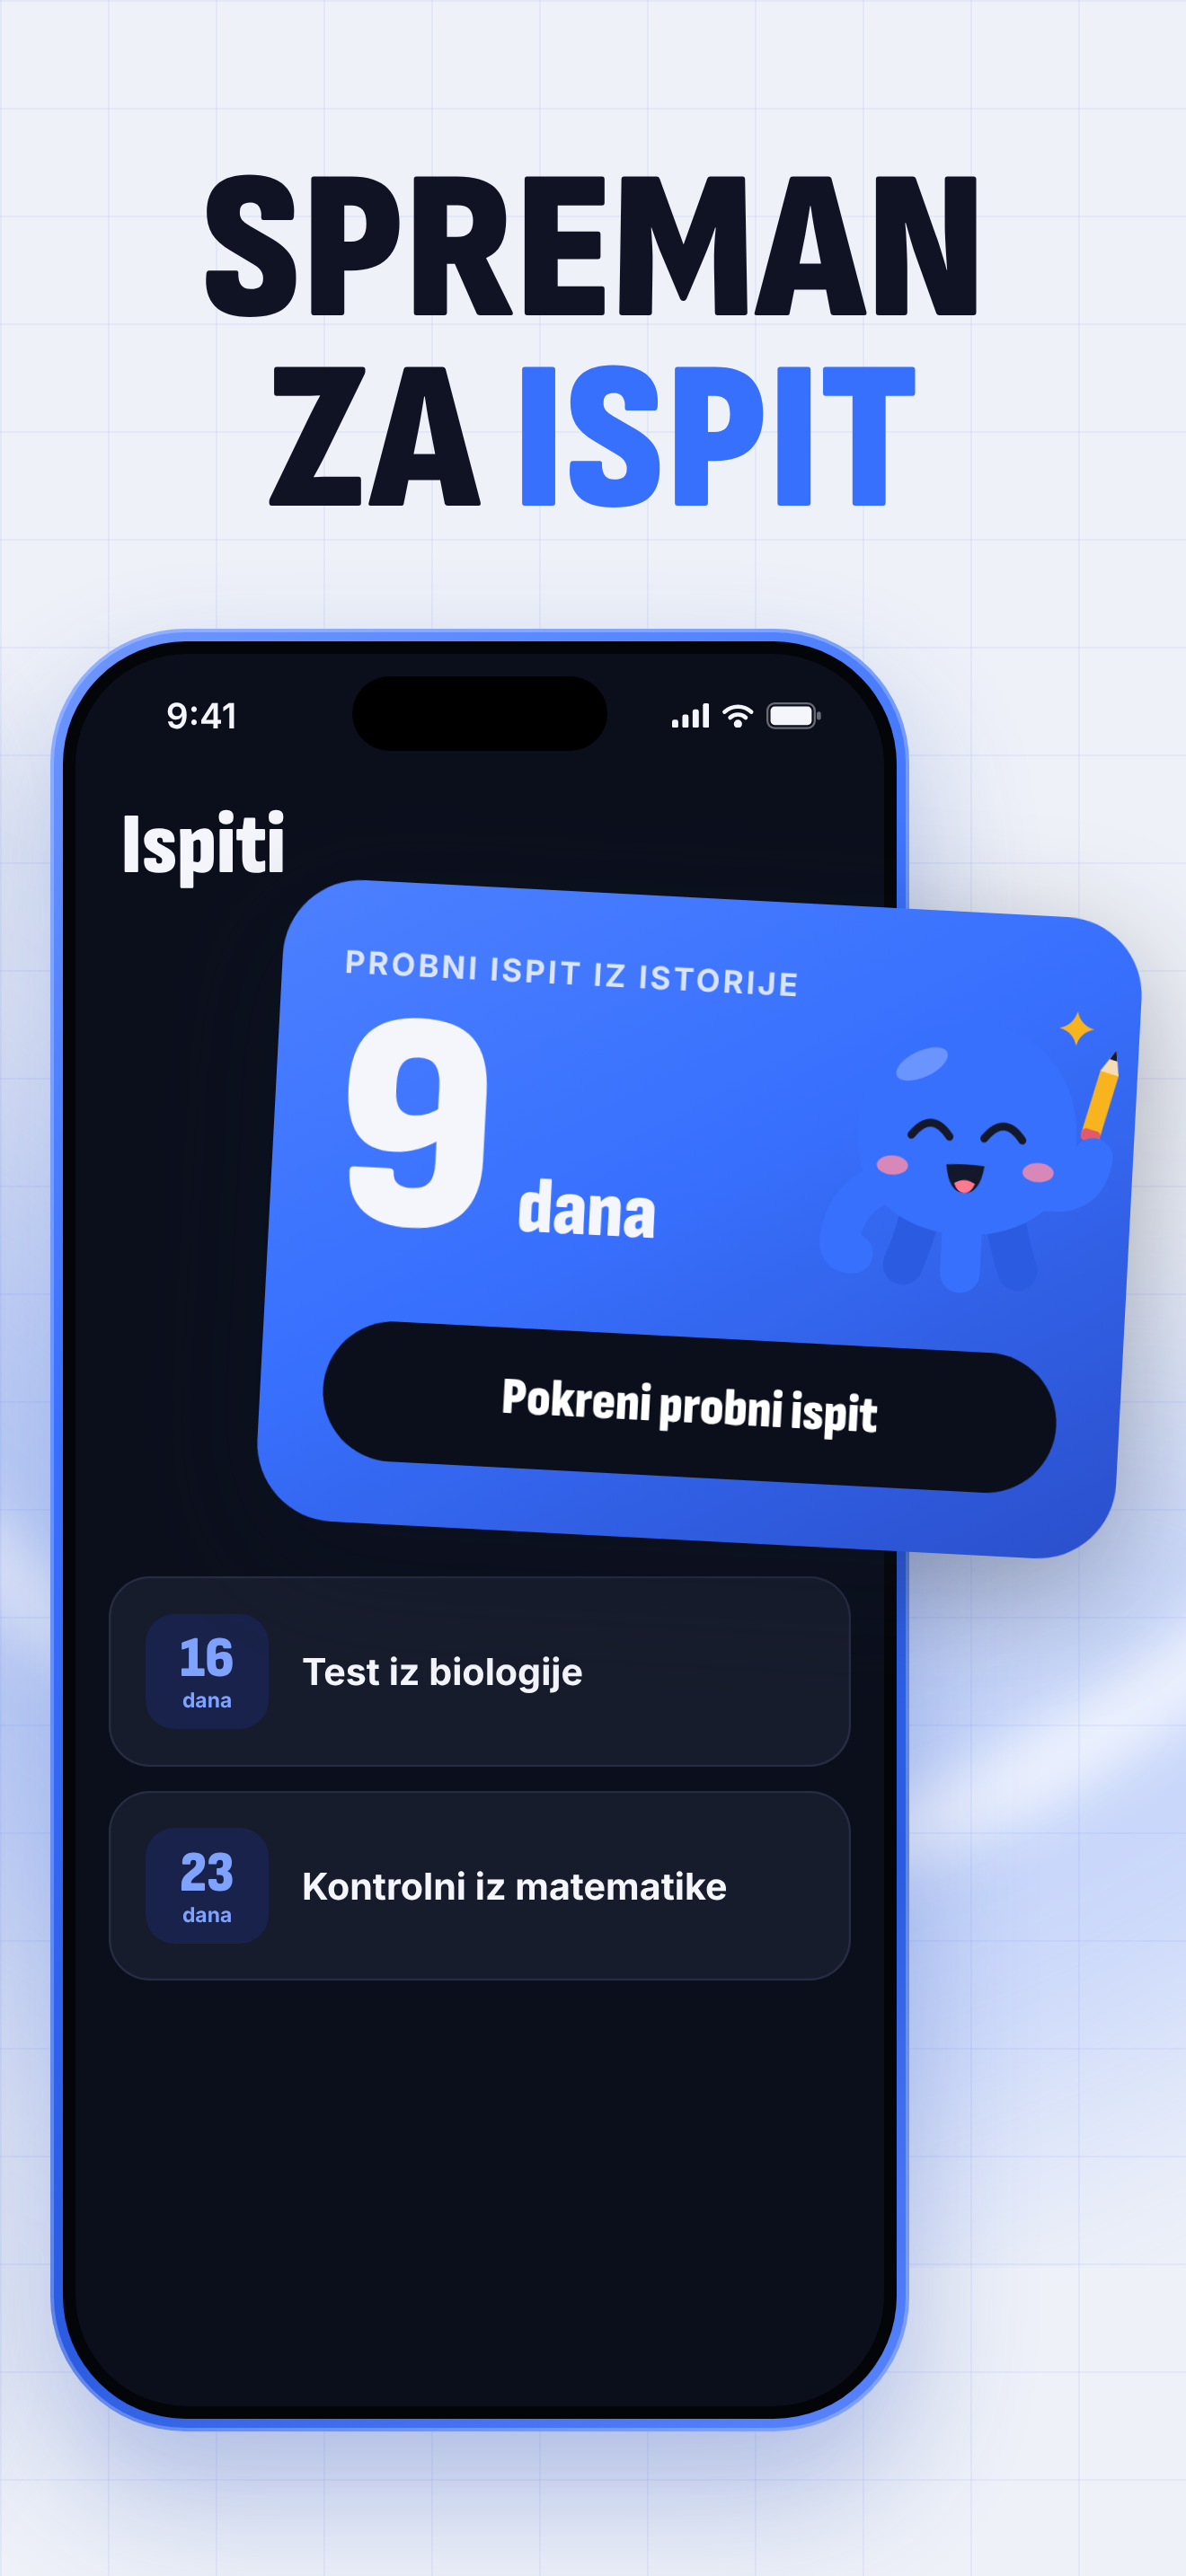 SPREMAN
ZA ISPIT
9:41
Ispiti
PROBNI ISPIT IZ ISTORIJE
9 dana
Pokreni probni ispit
16
dana
Test iz biologije
23
dana
Kontrolni iz matematike